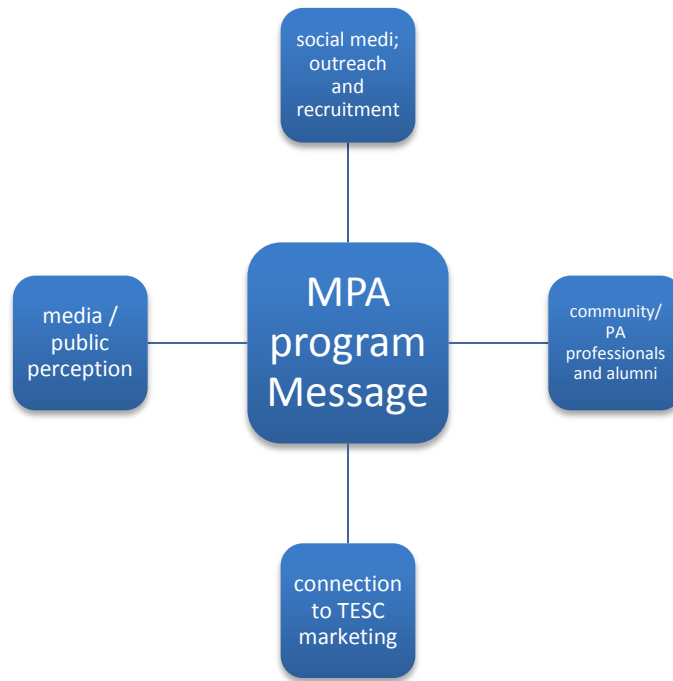 social medi;
outreach
and
recruitment
media /
public
perception
MPA
program
Message
community/
PA
professionals
and alumni
connection
to TESC
marketing